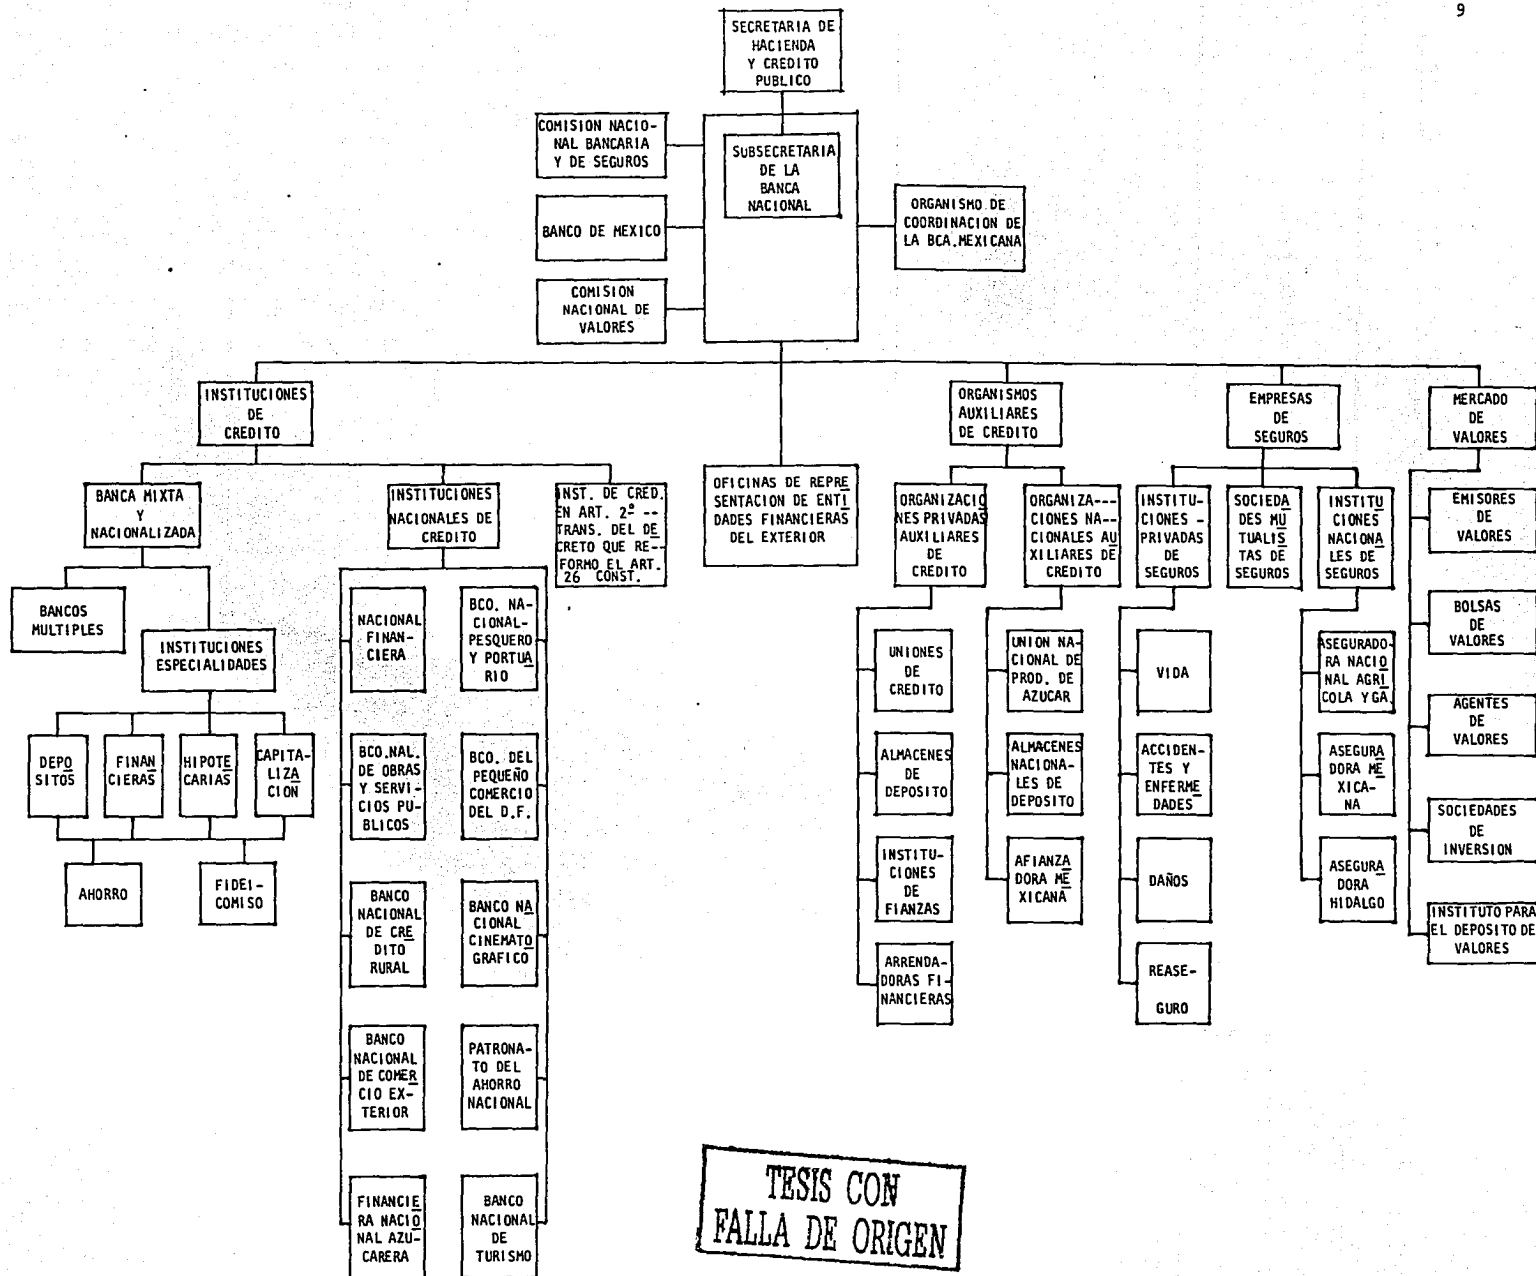 9
SECRETARIA DE
HACIENDA
Y CREDITO
PUBLICO
COMISION NACIO-
NAL BANCARIA
Y DE SEGUROS
SUBSECRETARIA
DE LA
BANCA
NACIONAL
BANCO DE MEXICO
ORGANISMO DE
COORDINACION DE
LA BCA. MEXICANA
COMISION
NACIONAL DE
VALORES
INSTITUCIONES
DE
CREDITO
ORGANISMOS
AUXILIARES
DE CREDITO
EMPRESAS
DE
SEGUROS
MERCADO
DE
VALORES
BANCA MIXTA
Y
NACIONALIZADA
INSTITUCIONES
NACIONALES DE
CREDITO
INST. DE CRED.
EN ART. 2º --
TRANS. DEL DE
CRETO QUE RE--
FORMO EL ART.
26 CONST.
OFICINAS DE REPRE
SENTACION DE ENTI
DADES FINANCIERAS
DEL EXTERIOR
ORGANIZACIO
NES PRIVADAS
AUXILIARES
DE
CREDITO
ORGANIZA---
CIONES NA--
CIONALES AU
XILIARES DE
CREDITO
INSTITU-
CIONES -
PRIVADAS
DE
SEGUROS
SOCIEDA
DES MU
TUALIS
TAS DE
SEGUROS
INSTITU
CIONES
NACIONA
LES DE
SEGUROS
EMISORES
DE
VALORES
BANCOS
MULTIPLES
INSTITUCIONES
ESPECIALIDADES
NACIONAL
FINAN-
CIERA
BCO. NA-
CIONAL-
PESQUERO
Y PORTUA
RIO
UNIONES
DE
CREDITO
UNION NA-
CIONAL DE
PROD. DE
AZUCAR
VIDA
ASEGURADO-
RA NACIO
NAL AGRI
COLA Y GA.
BOLSAS
DE
VALORES
AGENTES
DE
VALORES
DEPO
SITOS
FINAN
CIERAS
HIPOTE
CARIAS
CAPITA-
LIZA
CION
BCO.NAL.
DE OBRAS
Y SERVI-
CIOS PU-
BLICOS
BCO. DEL
PEQUEÑO
COMERCIO
DEL D.F.
ALMACENES
DE
DEPOSITO
ALMACENES
NACIONA-
LES DE
DEPOSITO
ACCIDEN-
TES Y
ENFERME
DADES
ASEGURA
DORA ME
XICA-
NA
SOCIEDADES
DE
INVERSION
AHORRO
FIDEI-
COMISO
BANCO
NACIONAL
DE CRE
DITO
RURAL
BANCO NA
CIONAL
CINEMATO
GRAFICO
INSTITU-
CIONES
DE
FIANZAS
AFIANZA
DORA ME
XICANA
DAÑOS
ASEGURA
DORA
HIDALGO
INSTITUTO PARA
EL DEPOSITO DE
VALORES
ARRENDA-
DORAS FI-
NANCIERAS
REASE-
GURO
BANCO
NACIONAL
DE COMER
CIO EX-
TERIOR
PATRONA-
TO DEL
AHORRO
NACIONAL
FINANCIE
RA NACIO
NAL AZU-
CARERA
BANCO
NACIONAL
DE
TURISMO
TESIS CON
FALLA DE ORIGEN